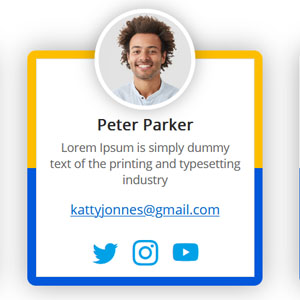 Peter Parker
Lorem Ipsum is simply dummy
text of the printing and typesetting
industry
kattyjonnes@gmail.com